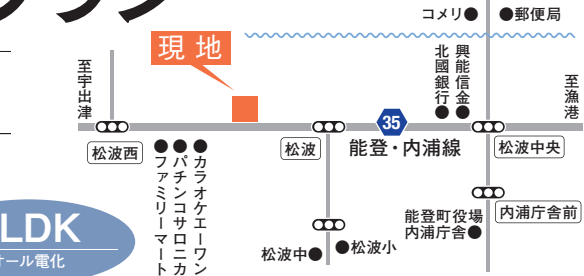 プラン
コメリ●
●郵便局
現地
北國銀行●
興能信金●
至宇出津
至漁港
35
松波西
松波
能登・内浦線
松波中央
●カラオケエーワン
●パチンコサロニカ
●ファミリーマート
内浦庁舎前
能登町役場
内浦庁舎●
松波中●
●松波小
LDK
オール電化